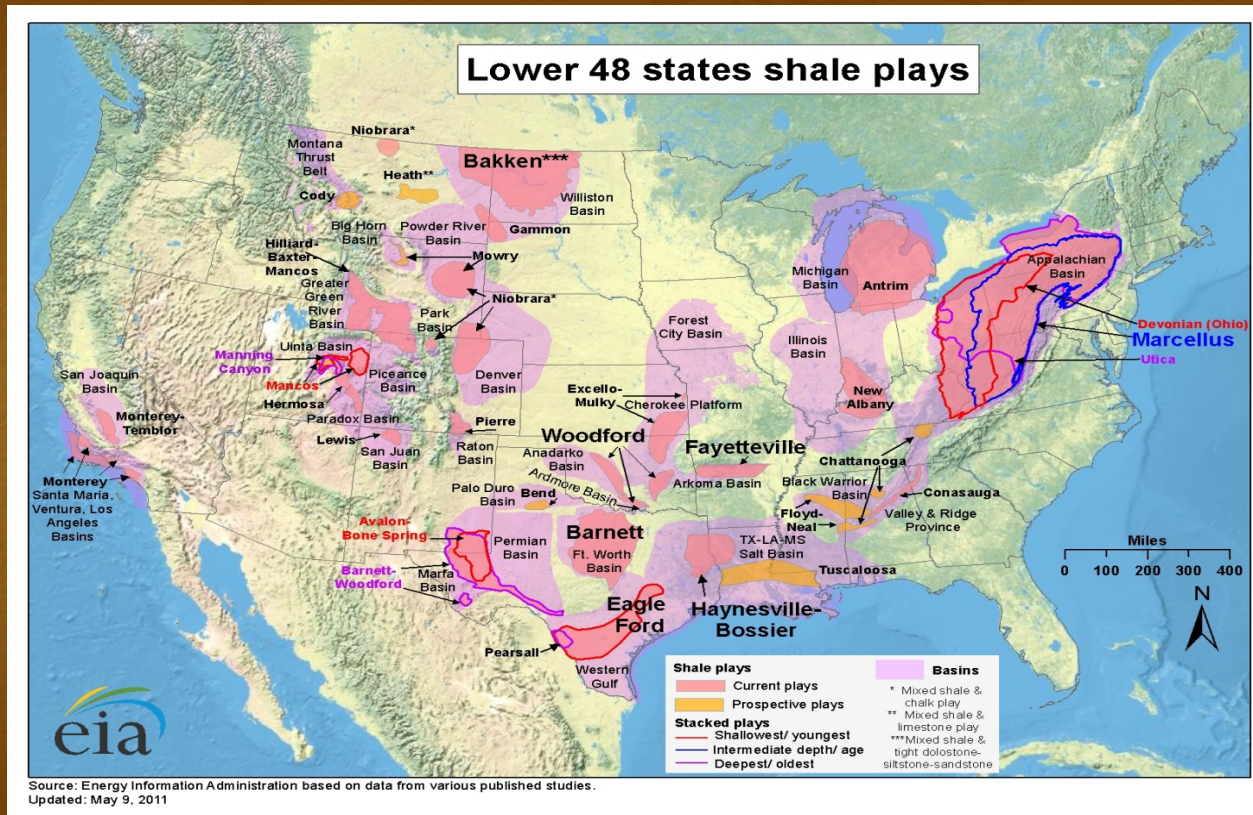 Lower 48 states shale plays
Niobrara*
Montana
Thrust
Belt
Bakken***
Heath**
Cody
Williston
Basin
Big Horn
Basin
Powder River
Basin
Gammon
Hilliard-
Baxter-
Mancos
Mowry
Greater
Green
River
Basin
Niobrara*
Park
Basin
Michigan
Basin
Antrim
Appalachian
Basin
Devonian (Ohio)
Marcellus
Utica
Forest
City Basin
Illinois
Basin
Uinta Basin
Manning
Canyon
Mancos
Piceance
Basin
Denver
Basin
San Joaquin
Basin
Hermosa
Excello-
Mulky
Cherokee Platform
New
Albany
Monterey-
Temblor
Paradox Basin
Pierre
Lewis
San Juan
Basin
Raton
Basin
Woodford
Fayetteville
Anadarko
Basin
Chattanooga
Monterey
Santa Maria,
Ventura, Los
Angeles
Basins
Ardmore Basin
Arkoma Basin
Black Warrior
Basin
Conasauga
Palo Duro
Basin
Bend
Floyd-
Neal
Valley & Ridge
Province
Avalon-
Bone Spring
Permian
Basin
Barnett
Ft. Worth
Basin
TX-LA-MS
Salt Basin
Tuscaloosa
Barnett-
Woodford
Marfa
Basin
Eagle
Ford
Haynesville-
Bossier
Pearsall
Western
Gulf
Miles
0 100 200 300 400
N
Shale plays
Current plays
Prospective plays
Stacked plays
Shallowest/ youngest
Intermediate depth/ age
Deepest/ oldest
Basins
* Mixed shale &
chalk play
** Mixed shale &
limestone play
***Mixed shale &
tight dolostone-
siltstone-sandstone
eia
Source: Energy Information Administration based on data from various published studies.
Updated: May 9, 2011